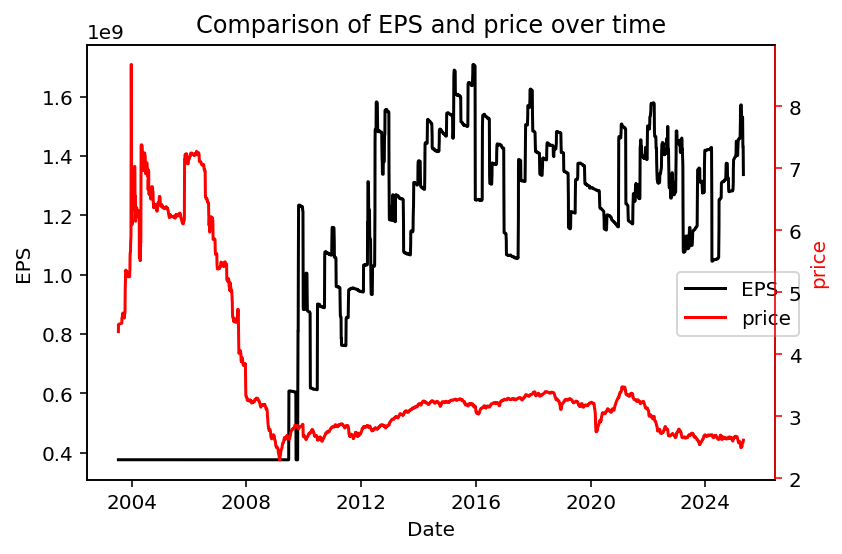 Comparison of EPS and price over time
1e9
1.6
1.4
1.2
1.0
0.8
0.6
0.4
EPS
8
7
6
5
4
3
2
price
EPS
price
2004 2008 2012 2016 2020 2024
Date